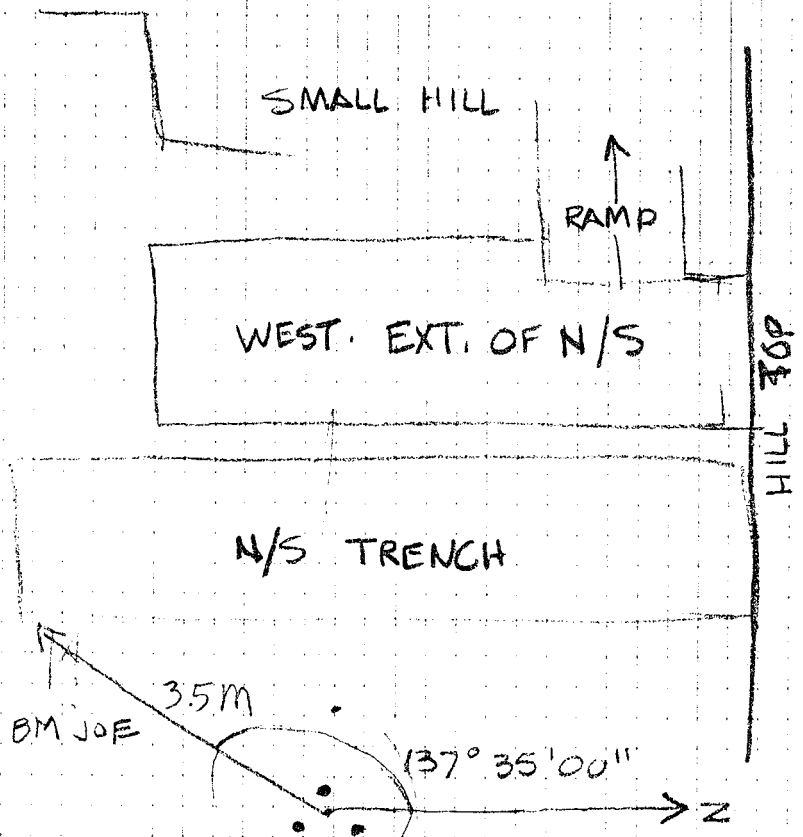 SMALL HILL
RAMP
WEST. EXT. OF N/S
HILL TOP
N/S TRENCH
3.5M
BM JOE
137° 35'00"
N